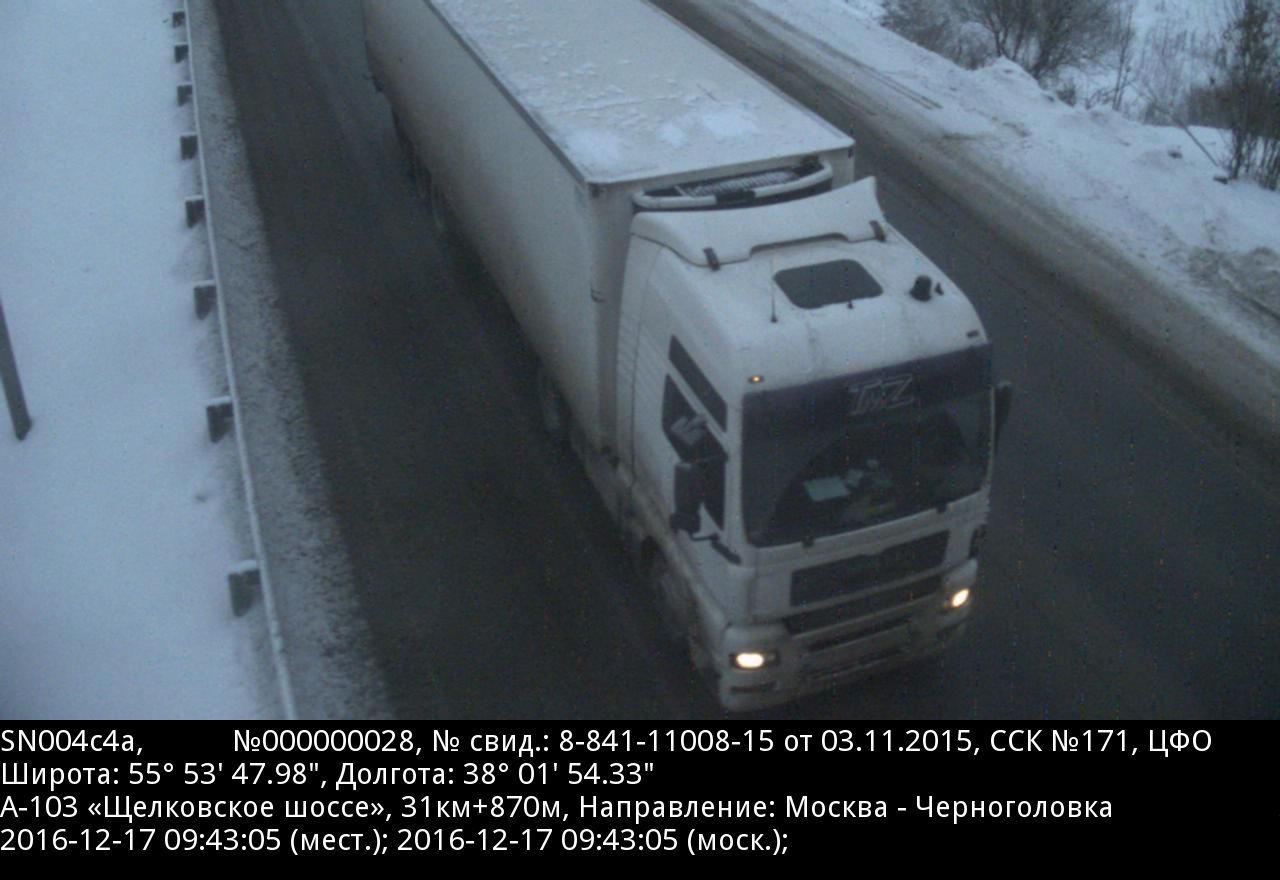 SN004c4a, №000000028, № свид.: 8-841-11008-15 от 03.11.2015, ССК №171, ЦФО
Широта: 55° 53' 47.98", Долгота: 38° 01' 54.33"
А-103 «Щелковское шоссе», 31км+870м, Направление: Москва - Черноголовка
2016-12-17 09:43:05 (мест.); 2016-12-17 09:43:05 (моск.);